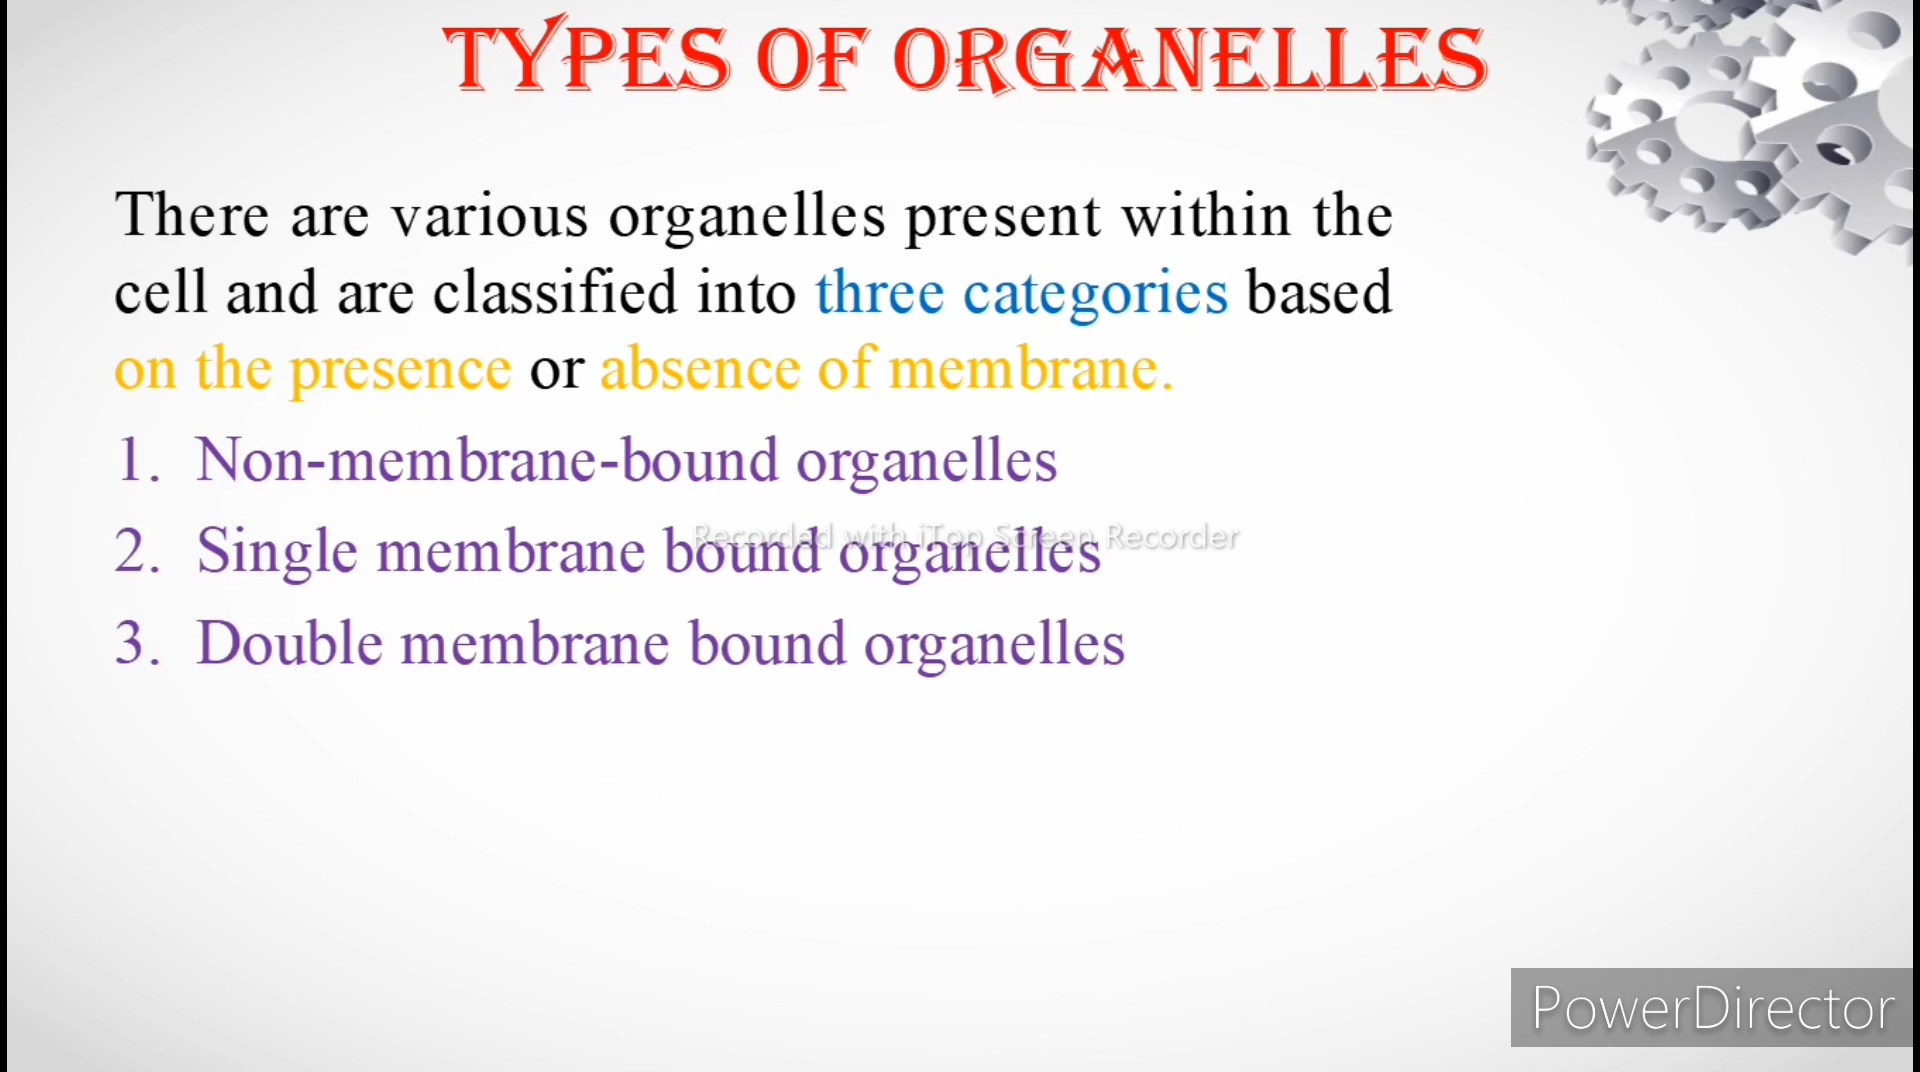 TYPES OF ORGANELLES
There are various organelles present within the
cell and are classified into three categories based
on the presence or absence of membrane.
1. Non-membrane-bound organelles
2. Single membrane bound organelles
Recorded with iTop Screen Recorder
3. Double membrane bound organelles
PowerDirector